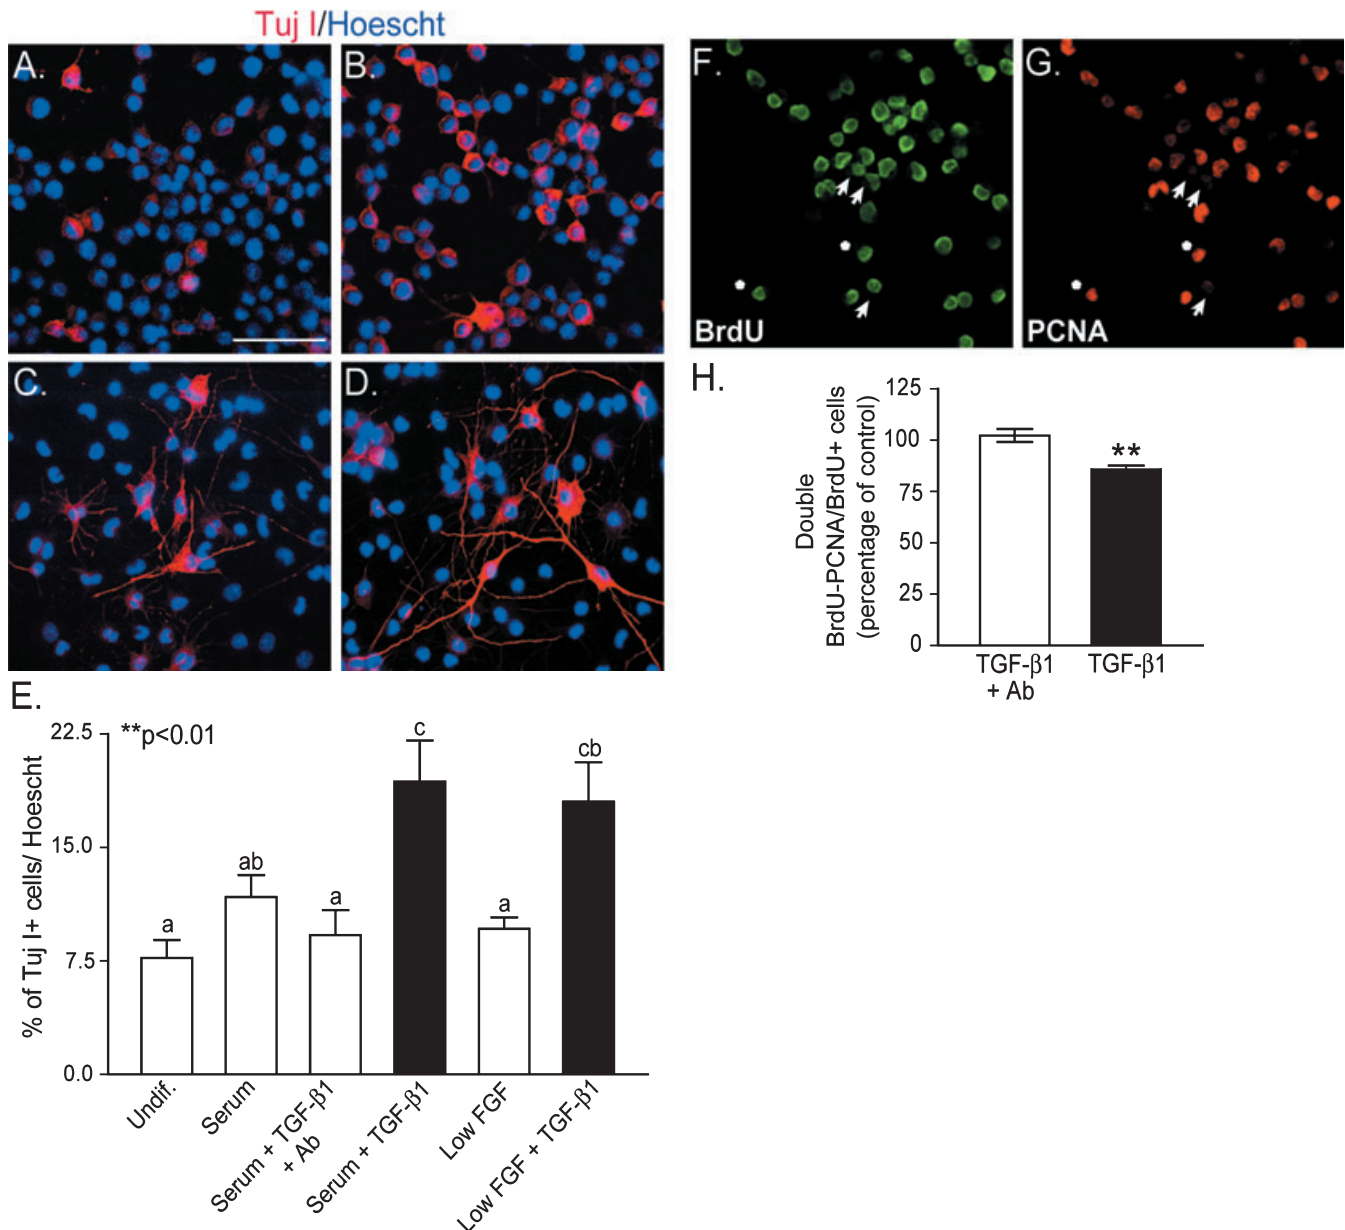 Tuj I/Hoescht
A.
B.
C.
D.
F.
G.
BrdU
PCNA
H.
Double
BrdU-PCNA/BrdU+ cells
(percentage of control)
125
100
75
50
25
0
**
TGF-β1
+ Ab
TGF-β1
E.
**p<0.01
% of Tuj I+ cells/ Hoescht
22.5
15.0
7.5
0.0
a
ab
a
c
a
cb
Undif.
Serum
Serum + TGF-β1
+ Ab
Serum + TGF-β1
Low FGF
Low FGF + TGF-β1